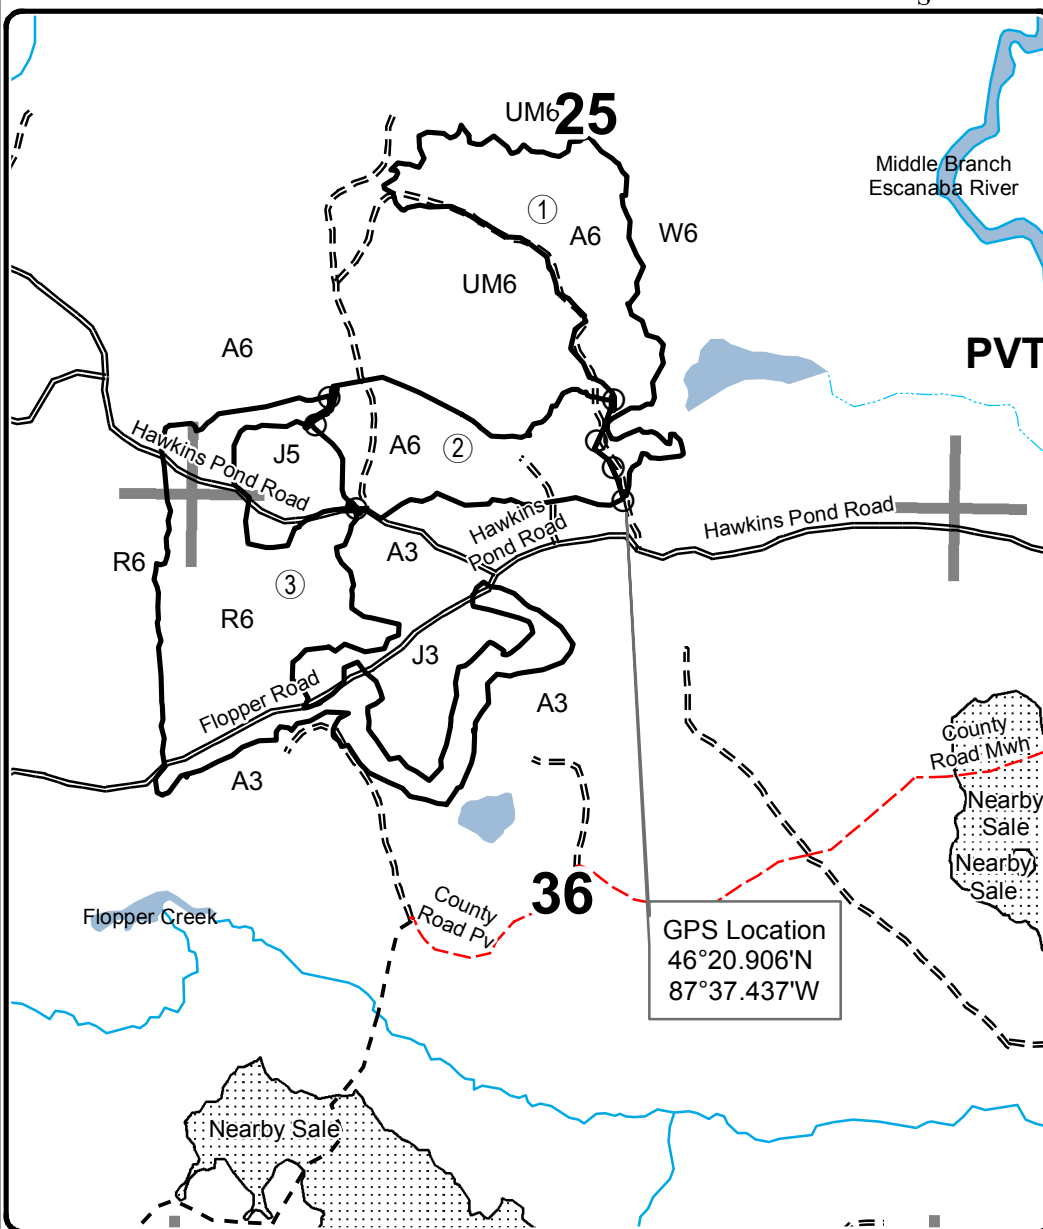 UM6
25
Middle Branch
Escanaba River
1
A6
W6
UM6
A6
PVT
Hawkins Pond Road
J5
A6
2
Hawkins
Pond Road
Hawkins Pond Road
A3
R6
3
R6
J3
Flopper Road
A3
A3
County
Road Mwh
Nearby
Sale
Nearby
Sale
36
County
Road Pv
Flopper Creek
GPS Location
46°20.906'N
87°37.437'W
Nearby Sale